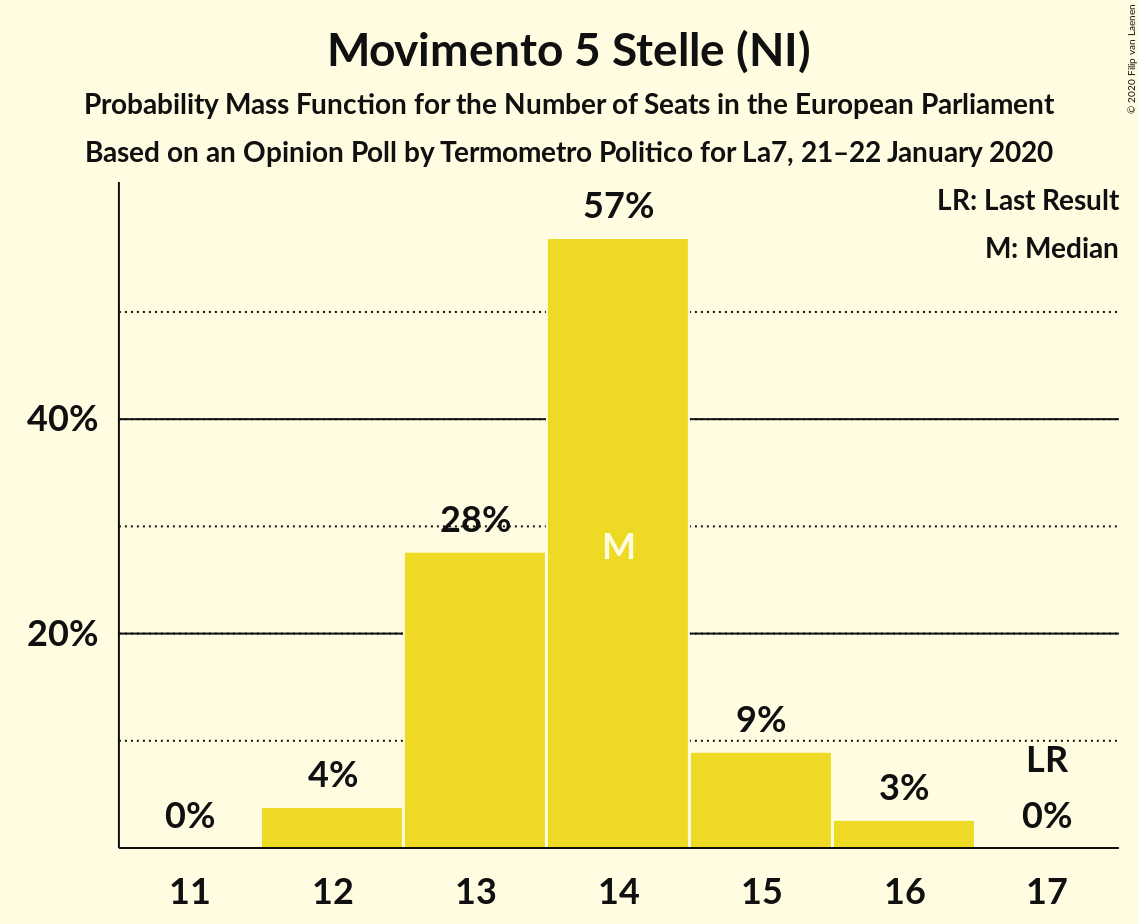 Movimento 5 Stelle (NI)
Probability Mass Function for the Number of Seats in the European Parliament
Based on an Opinion Poll by Termometro Politico for La7, 21–22 January 2020
© 2020 Filip van Laenen
LR: Last Result
M: Median
57%
40%
28%
M
20%
9%
LR
4%
3%
0%
0%
11 12 13 14 15 16 17